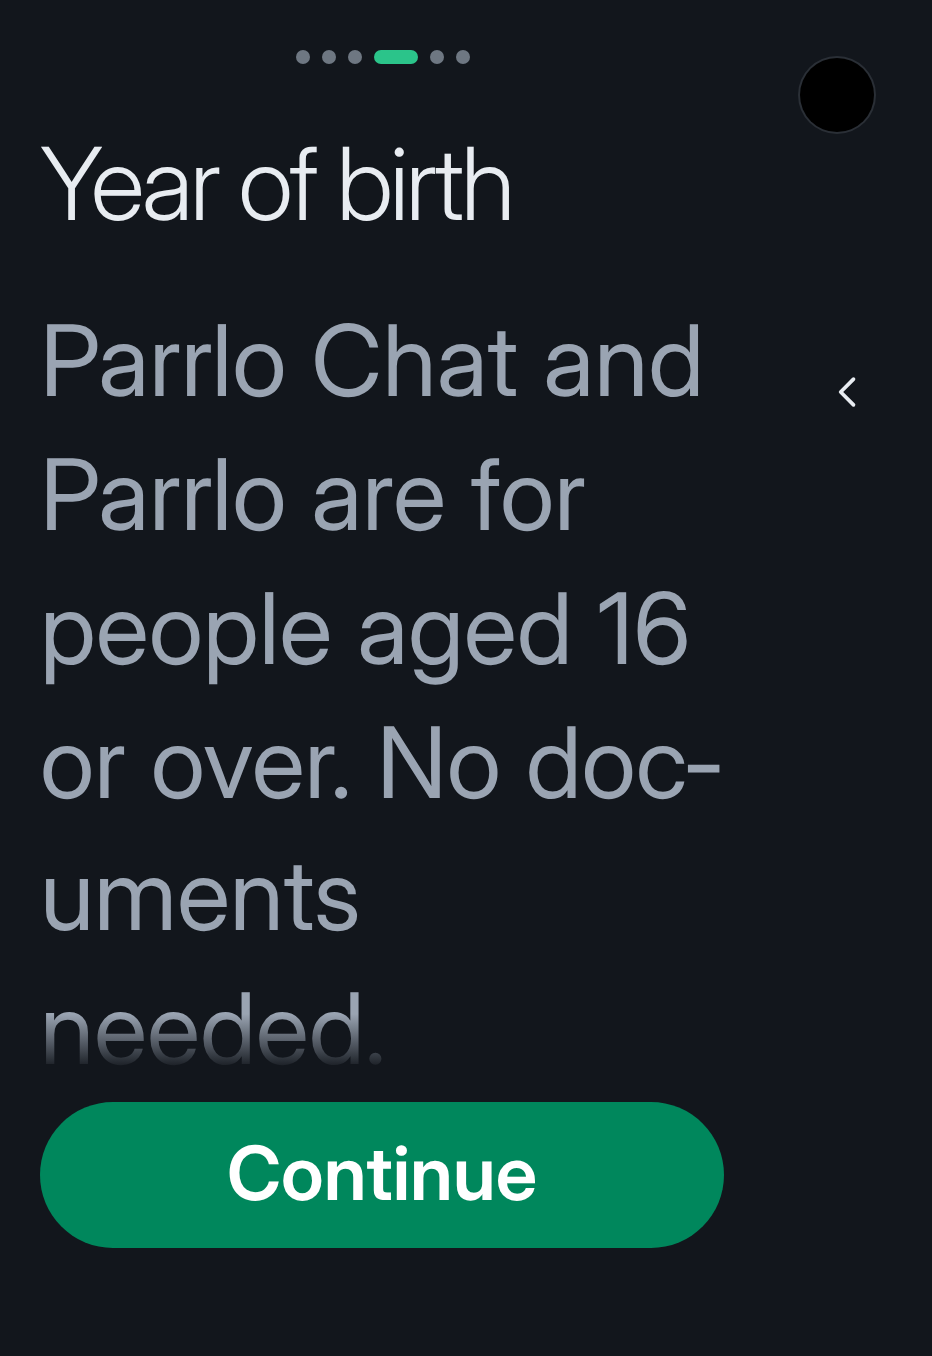 Year of birth
Parrlo Chat and
Parrlo are for
people aged 16
or over. No doc-
uments
needed.
Continue